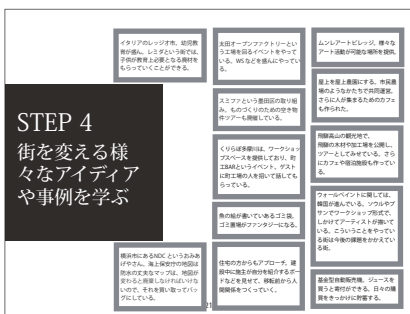 イタリアのレッジオ市、幼児教
育が盛ん。レミダという街では、
子供が教育上必要となる廃材を
もらっていくことができる。
STEP 4
街を変える様
々なアイディア
や事例を学ぶ
横浜市にあるNDC というおみあ
げやさん。海上保安庁の地図は
防水の丈夫なマップは、地図が
変わると廃棄しなければいけな
いので、それを買い取ってバッ
グにしている。
太田オープンファクトリーとい
う工場を回るイベントをやって
いる、WSなどを盛んにやってい
る。
スミファという墨田区の取り組
み。ものづくりのための空き物
件ツアーも開催している。
くりらぼ多摩川は、ワークショッ
プスペースを提供しており、町
工BARというイベント。ゲスト
に町工場の人を招いて話しても
らっている。
魚の絵が書いてあるゴミ袋、
ゴミ置場がファンタジーになる。
住宅の方からもアプローチ、建
設中に施主が自分を紹介するボー
ドなどを見せて、移転前から人
間関係をつくっていく。
ムンレアートビレッジ、様々な
アート活動が可能な場所を提供。
屋上を屋上農園にする。市民農
場のようなかたちで共同運営。
さらに人が集まるためのカフェ
も作られた。
飛騨高山の観光地で、
飛騨の木材や加工場を公開し、
ツアーとしてみせている。さら
にカフェや宿泊施設も作ってい
る。
ウォールペイントに関しては、
韓国が進んでいる。ソウルやプ
サンでワークショップ形式で、
しかけてアーティストが描いて
いる。こういうことをやってい
る街は今後の課題をかかえてい
る街。
基金型自動販売機、ジュースを
買うと寄付ができる。日々の購
買をきっかけに貯蓄する。
21